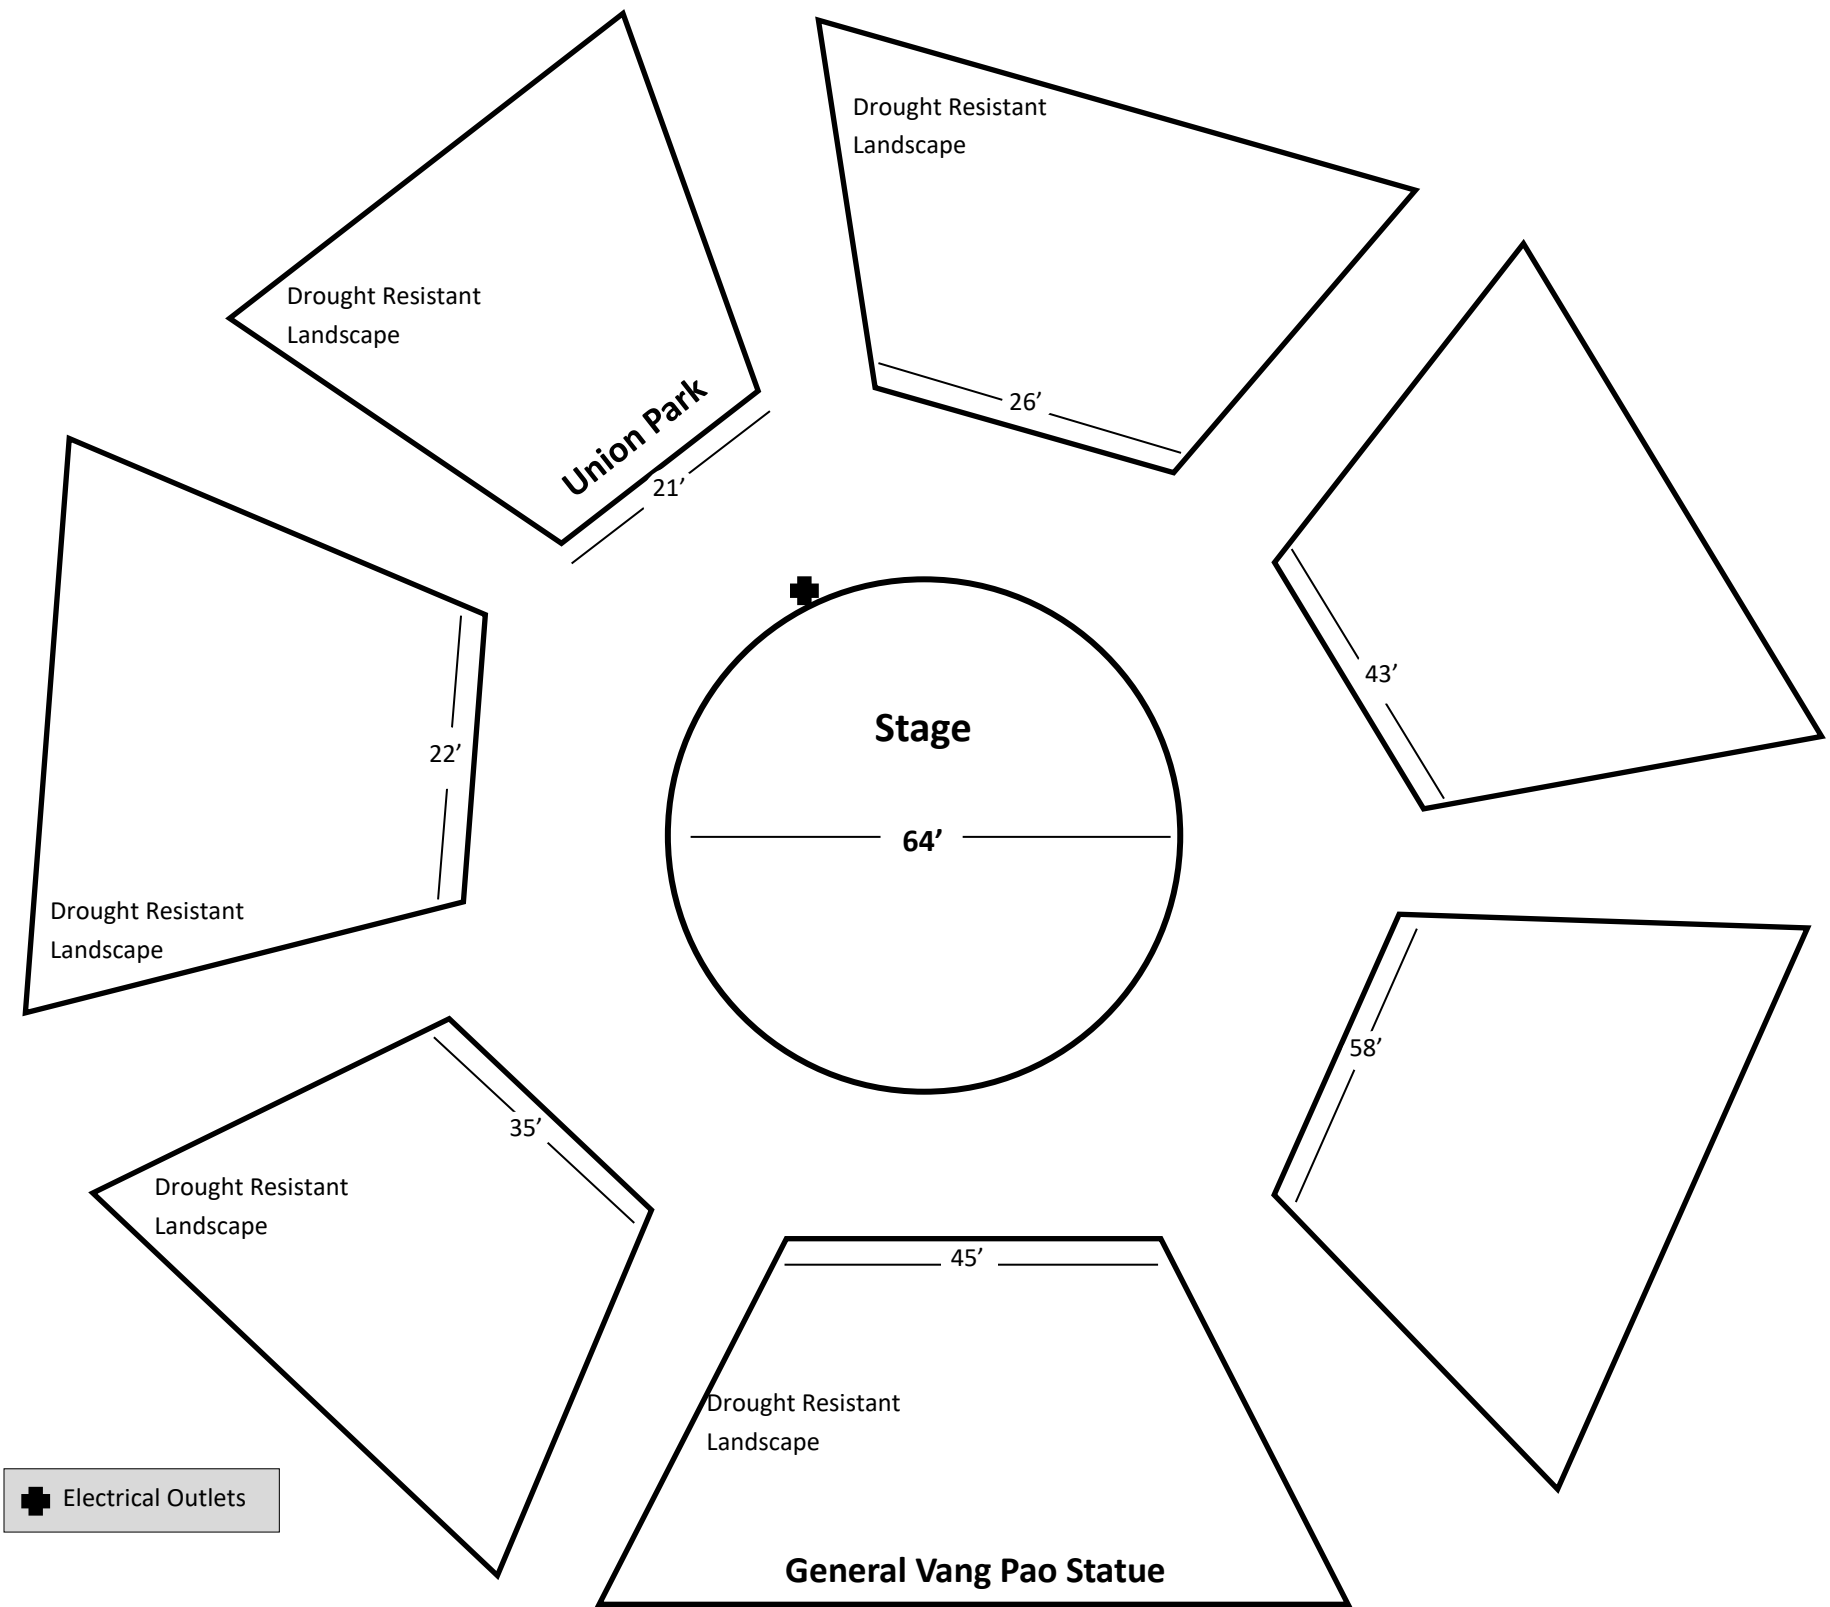 Drought Resistant
Landscape
Drought Resistant
Landscape
Union Park
26’
21’
43’
Stage
22’
64’
Drought Resistant
Landscape
58’
35’
Drought Resistant
Landscape
45’
Drought Resistant
Landscape
Electrical Outlets
General Vang Pao Statue